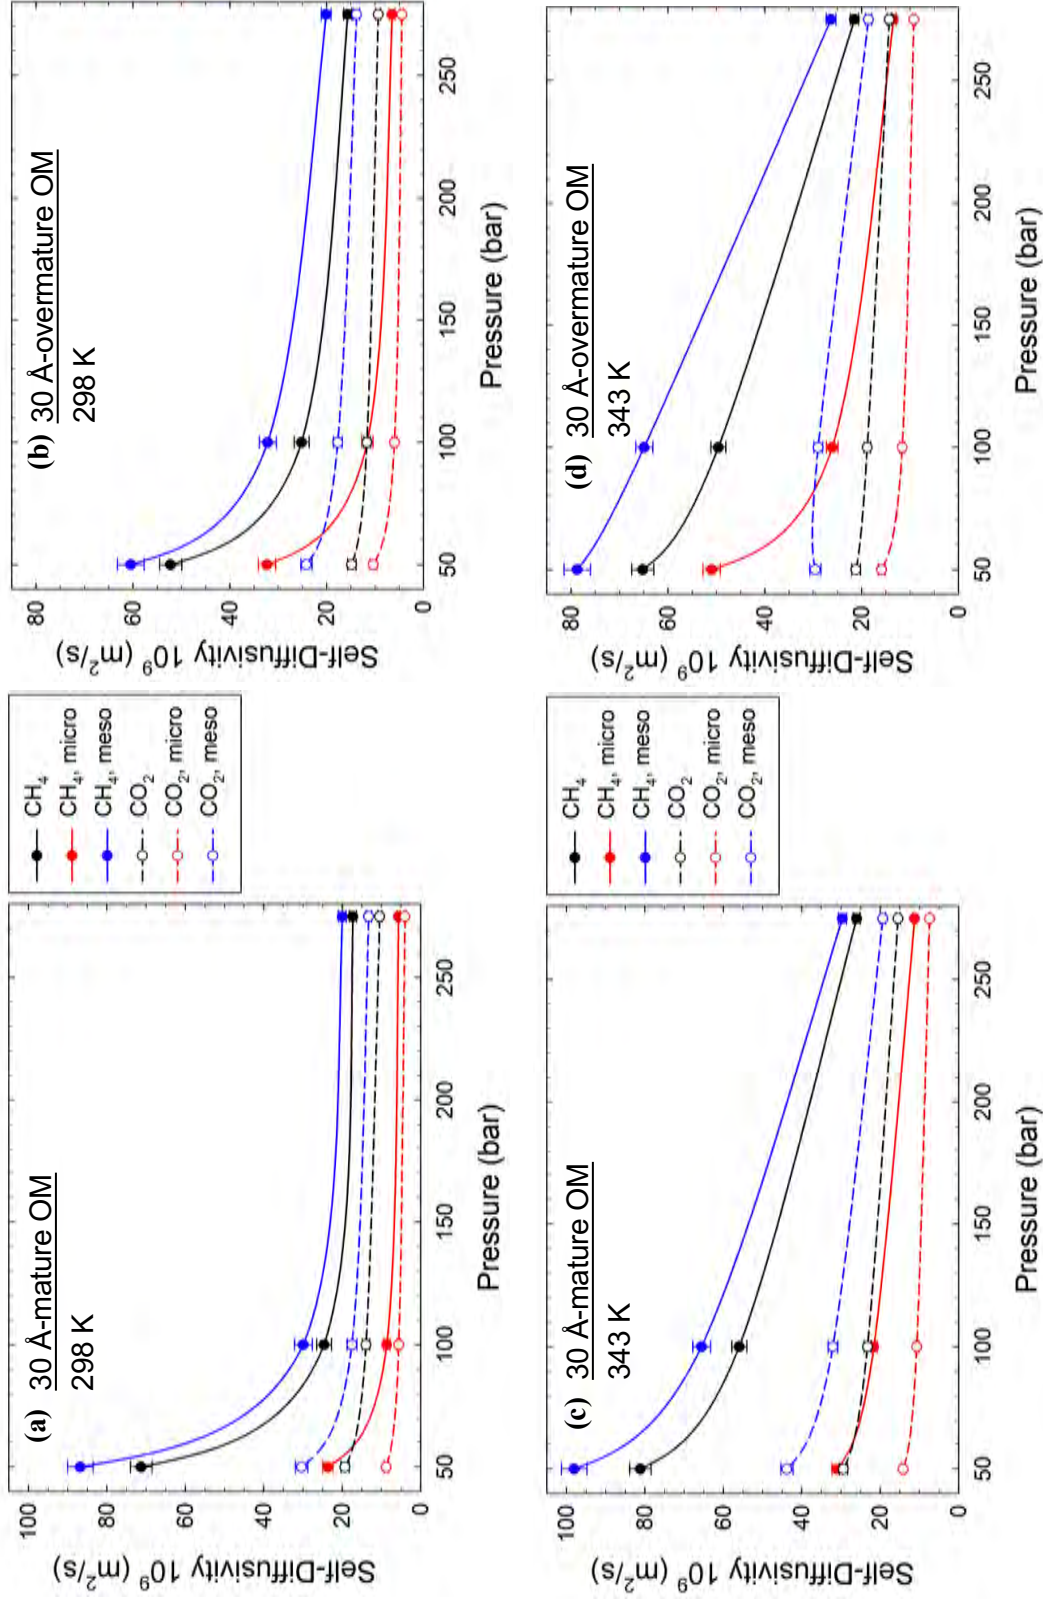 (a) 30 Å-mature OM
298 K
Self-Diffusivity 10⁹ (m²/s)
100
80
60
40
20
0
50
100
150
200
250
Pressure (bar)
CH₄
CH₄, micro
CH₄, meso
CO₂
CO₂, micro
CO₂, meso
(b) 30 Å-overmature OM
298 K
Self-Diffusivity 10⁹ (m²/s)
80
60
40
20
0
50
100
150
200
250
Pressure (bar)
(c) 30 Å-mature OM
343 K
Self-Diffusivity 10⁹ (m²/s)
100
80
60
40
20
0
50
100
150
200
250
Pressure (bar)
CH₄
CH₄, micro
CH₄, meso
CO₂
CO₂, micro
CO₂, meso
(d) 30 Å-overmature OM
343 K
Self-Diffusivity 10⁹ (m²/s)
80
60
40
20
0
50
100
150
200
250
Pressure (bar)